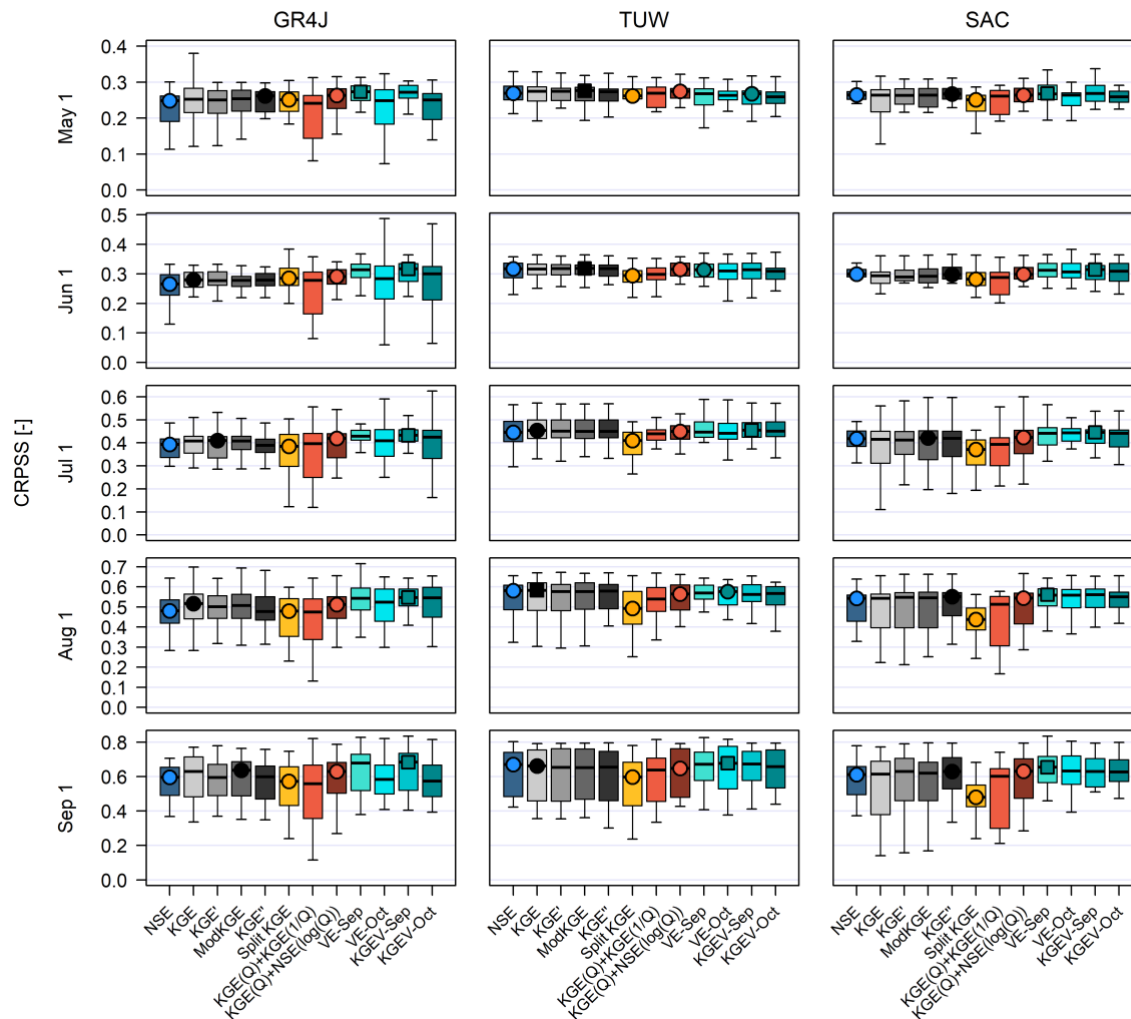 GR4J TUW SAC
CRPSS [-]
May 1
0.4
0.3
0.2
0.1
0.0
Jun 1
0.5
0.4
0.3
0.2
0.1
0.0
Jul 1
0.6
0.5
0.4
0.3
0.2
0.1
0.0
Aug 1
0.7
0.6
0.5
0.4
0.3
0.2
0.1
0.0
Sep 1
0.8
0.6
0.4
0.2
0.0
NSE
KGE
KGE'
ModKGE
KGE"
Split KGE
KGE(Q)+KGE(1/Q)
KGE(Q)+NSE(log(Q))
VE-Sep
VE-Oct
KGEV-Sep
KGEV-Oct
NSE
KGE
KGE'
ModKGE
KGE"
Split KGE
KGE(Q)+KGE(1/Q)
KGE(Q)+NSE(log(Q))
VE-Sep
VE-Oct
KGEV-Sep
KGEV-Oct
NSE
KGE
KGE'
ModKGE
KGE"
Split KGE
KGE(Q)+KGE(1/Q)
KGE(Q)+NSE(log(Q))
VE-Sep
VE-Oct
KGEV-Sep
KGEV-Oct